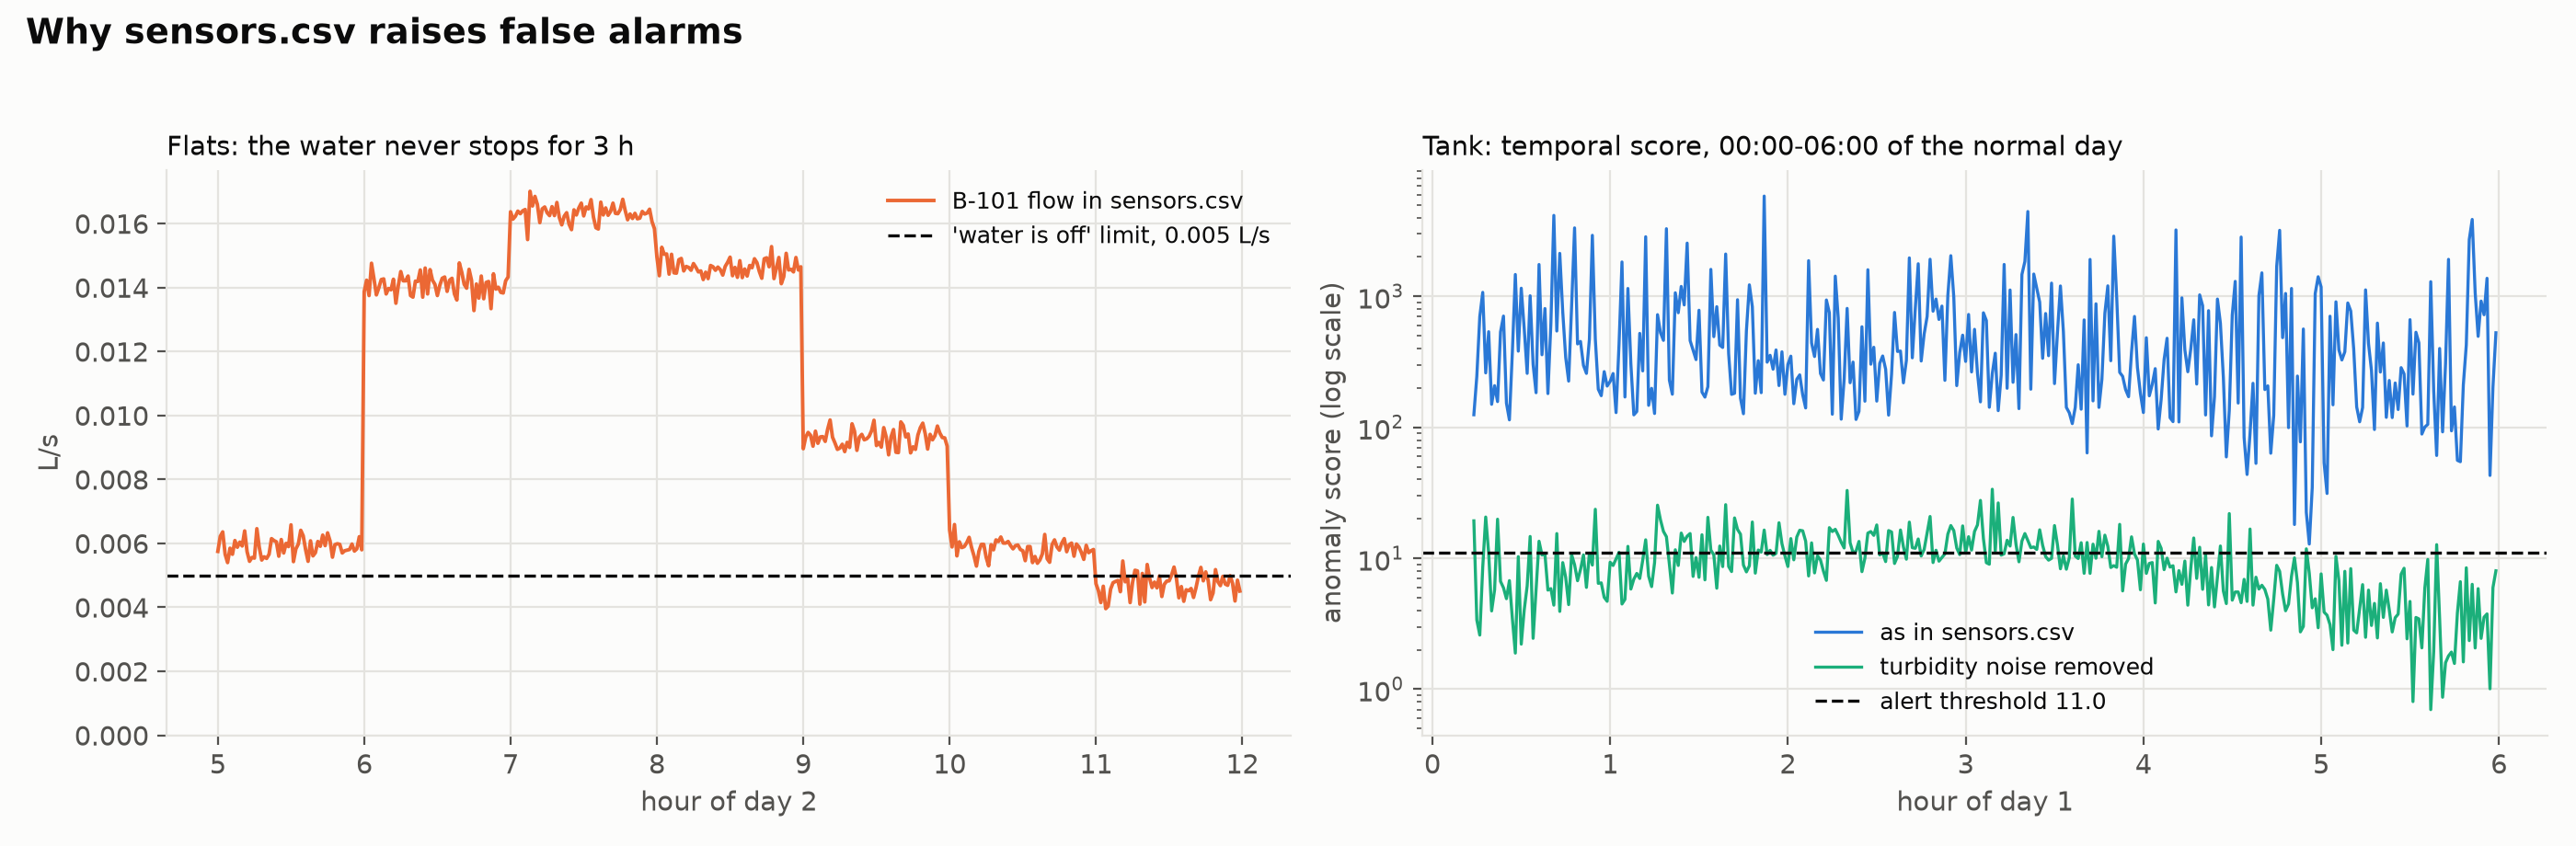 Why sensors.csv raises false alarms
Flats: the water never stops for 3 h
B-101 flow in sensors.csv
'water is off' limit, 0.005 L/s
L/s
0.016
0.014
0.012
0.010
0.008
0.006
0.004
0.002
0.000
5 6 7 8 9 10 11 12
hour of day 2
Tank: temporal score, 00:00-06:00 of the normal day
anomaly score (log scale)
10³
10²
10¹
10⁰
as in sensors.csv
turbidity noise removed
alert threshold 11.0
0 1 2 3 4 5 6
hour of day 1